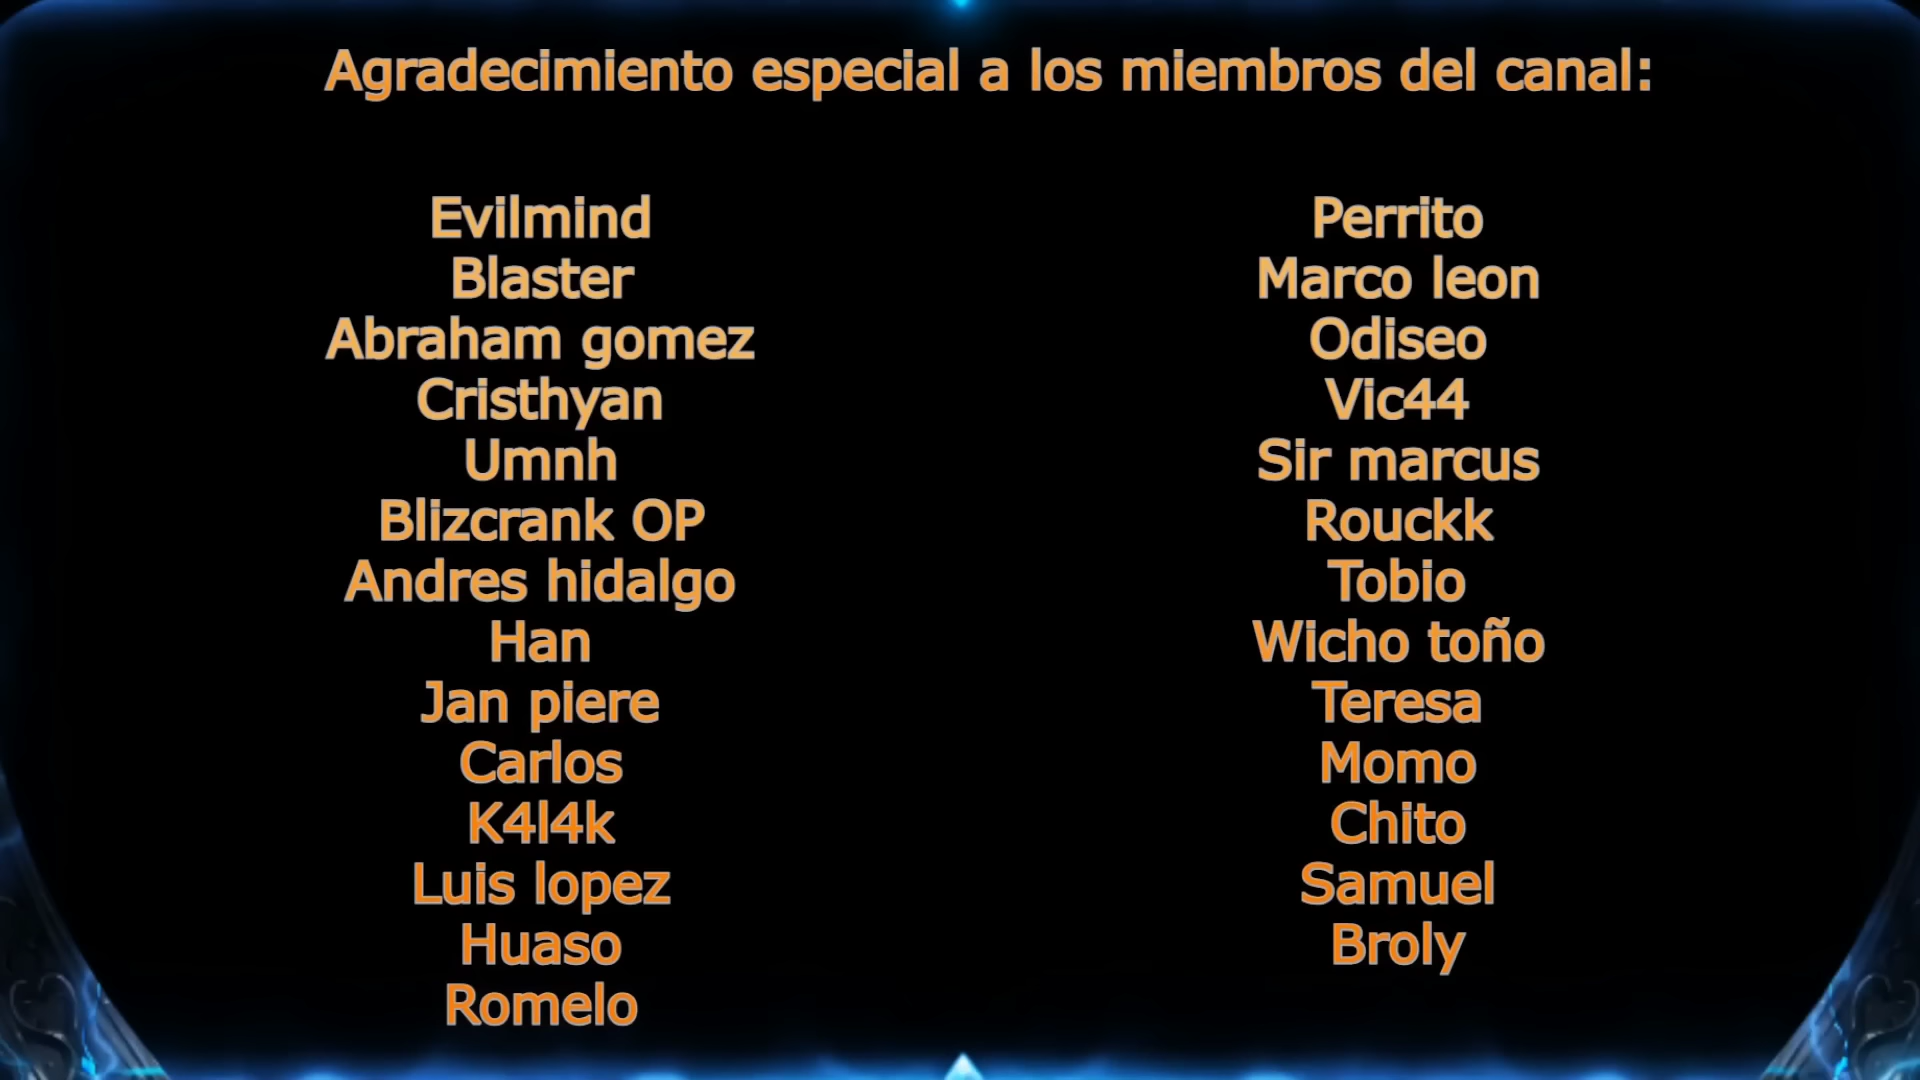 Agradecimiento especial a los miembros del canal:
Evilmind
Blaster
Abraham gomez
Cristhyan
Umnh
Blizcrank OP
Andres hidalgo
Han
Jan piere
Carlos
K4l4k
Luis lopez
Huaso
Romelo
Perrito
Marco leon
Odiseo
Vic44
Sir marcus
Rouckk
Tobio
Wicho toño
Teresa
Momo
Chito
Samuel
Broly